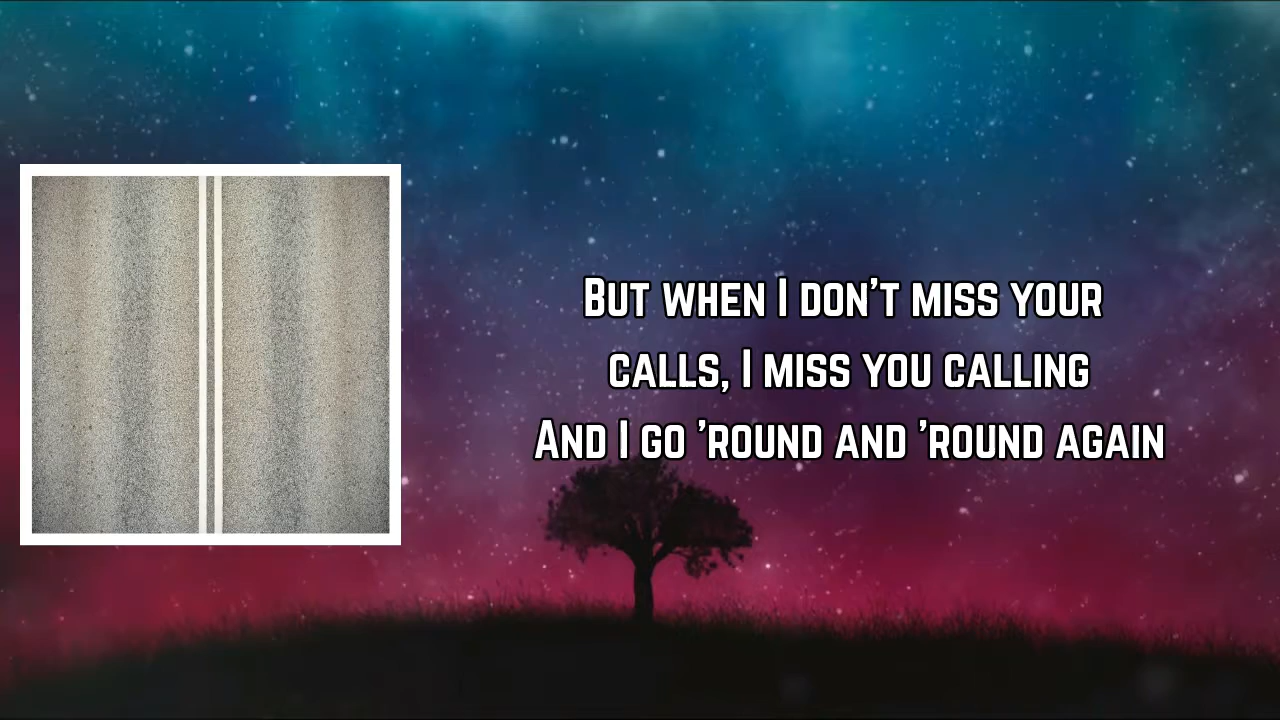 But when I don't miss your
calls, I miss you calling
And I go 'round and 'round again